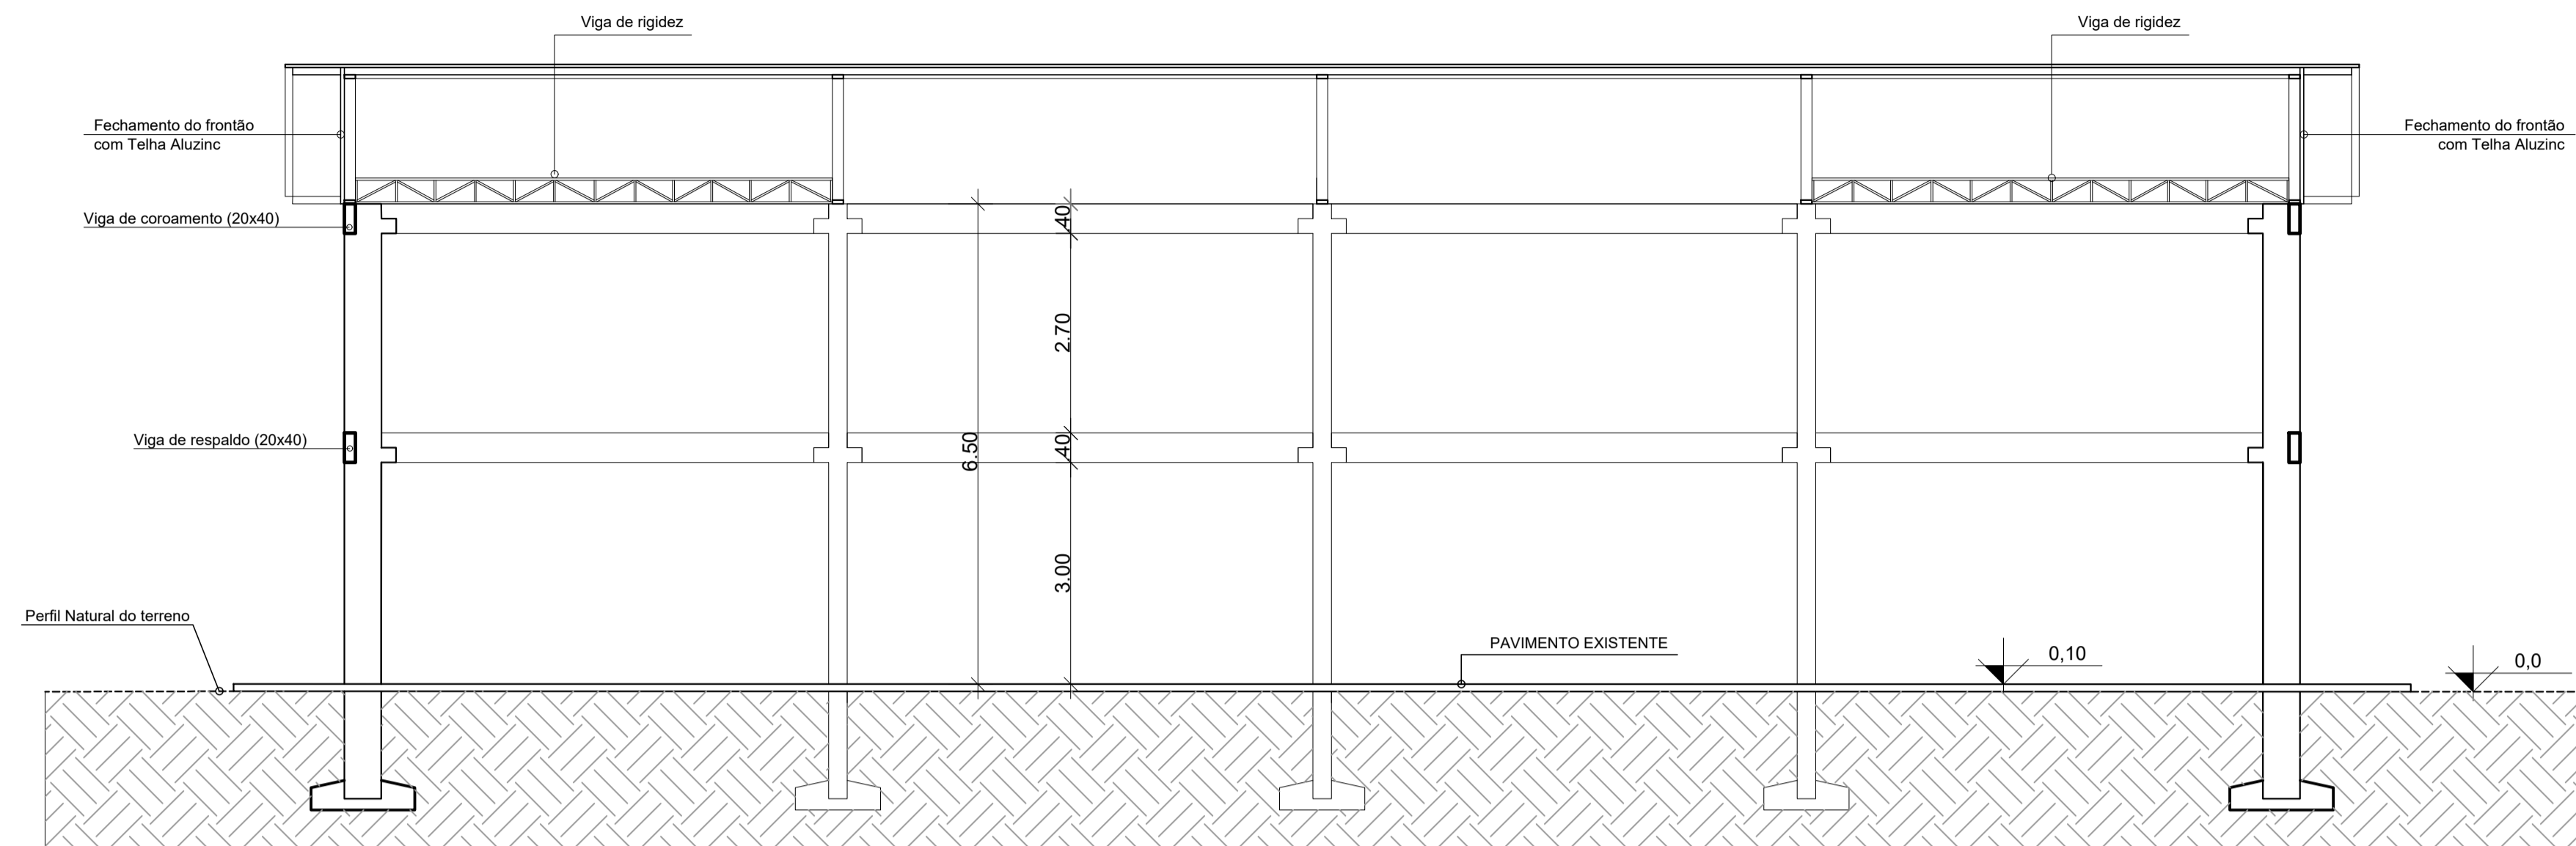 Viga de rigidez
Viga de rigidez
Fechamento do frontão
com Telha Aluzinc
Fechamento do frontão
com Telha Aluzinc
Viga de coroamento (20x40)
.40
2.70
Viga de respaldo (20x40)
6.50
.40
3.00
Perfil Natural do terreno
PAVIMENTO EXISTENTE
0,10
0,0